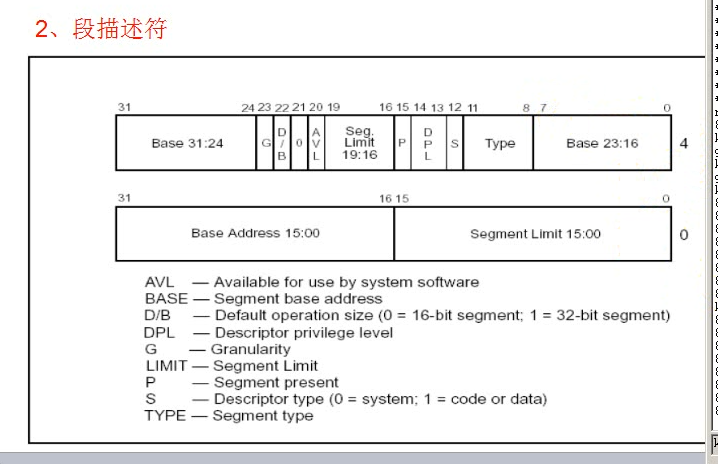 2、段描述符
31 24 23 22 21 20 19 16 15 14 13 12 11 8 7 0
Base 31:24 G D/B 0 AVL Seg. Limit 19:16 P DPL S Type Base 23:16 4
31 16 15 0
Base Address 15:00 Segment Limit 15:00 0
AVL — Available for use by system software
BASE — Segment base address
D/B — Default operation size (0 = 16-bit segment; 1 = 32-bit segment)
DPL — Descriptor privilege level
G — Granularity
LIMIT — Segment Limit
P — Segment present
S — Descriptor type (0 = system; 1 = code or data)
TYPE — Segment type